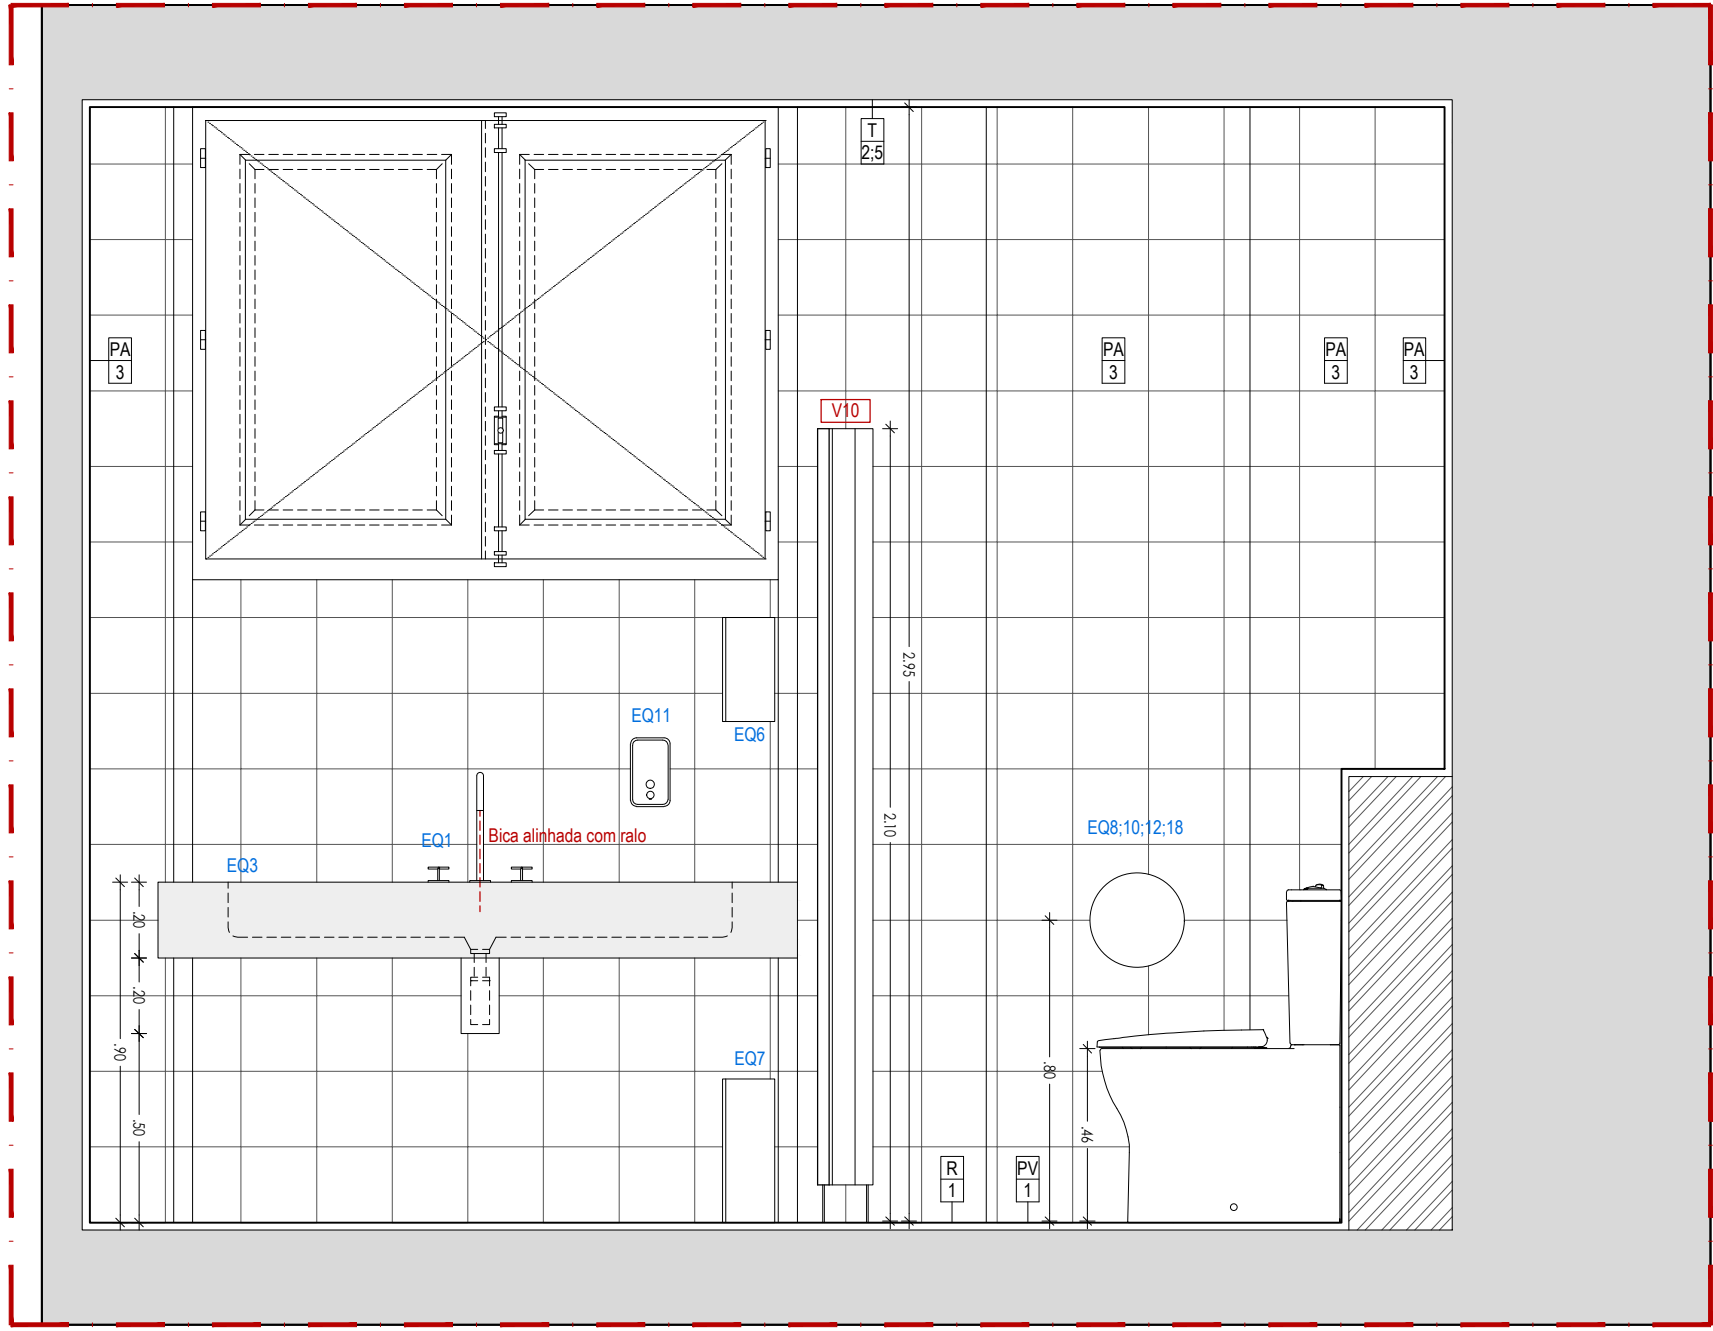 T
2;5
PA
3
PA
3
PA
3
PA
3
V10
2.95
EQ11
EQ6
2.10
EQ8;10;12;18
EQ1
Bica alinhada com ralo
EQ3
.20
.20
.90
.80
EQ7
.50
.46
R
1
PV
1